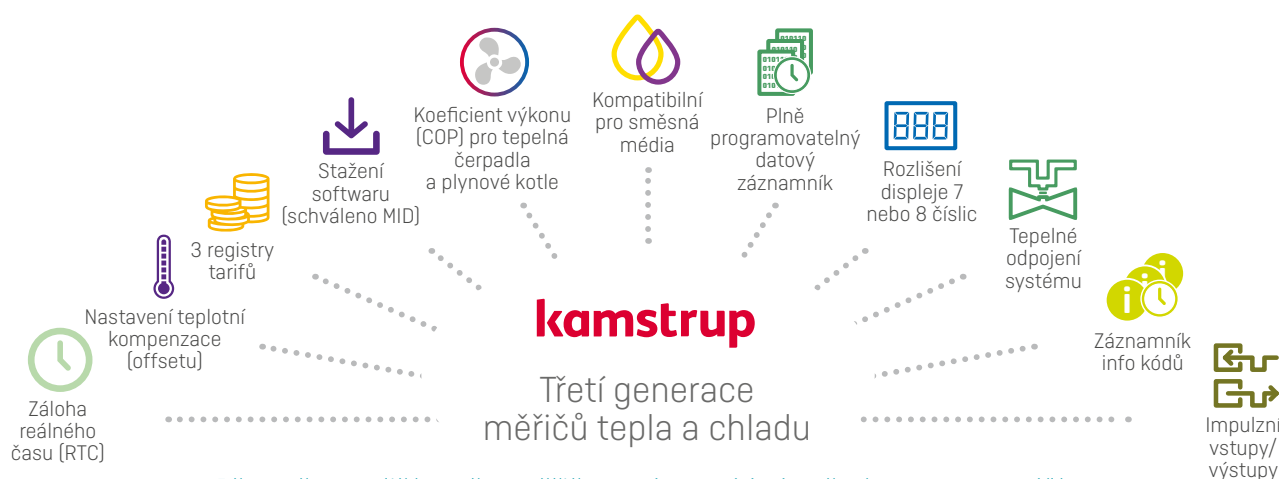 Záloha
reálného
času (RTC)
Nastavení teplotní
kompenzace
(offsetu)
3 registry
tarifů
Stažení
softwaru
(schváleno MID)
Koeficient výkonu
(COP) pro tepelná
čerpadla
a plynové kotle
Kompatibilní
pro směsná
média
Plně
programovatelný
datový
záznamník
Rozlišení
displeje 7
nebo 8 číslic
Tepelné
odpojení
systému
Záznamník
info kódů
Impulzní
vstupy/
výstupy
kamstrup
Třetí generace
měřičů tepla a chladu